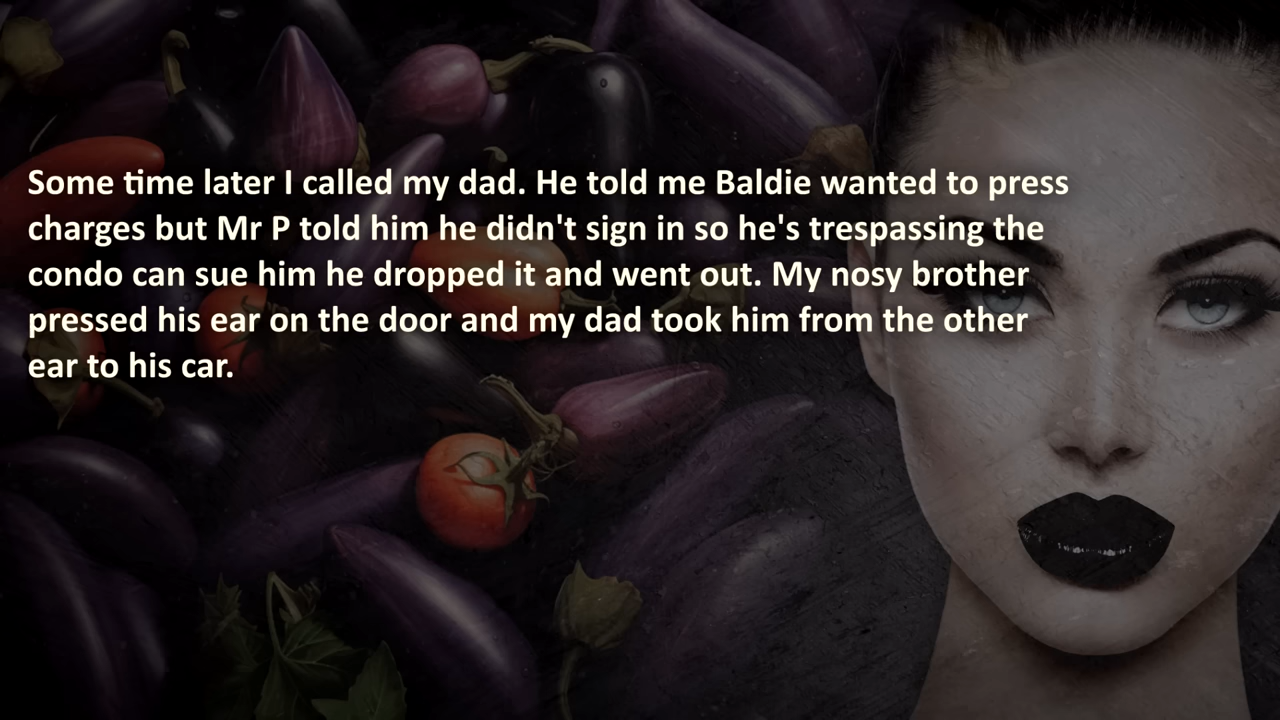 Some time later I called my dad. He told me Baldie wanted to press
charges but Mr P told him he didn't sign in so he's trespassing the
condo can sue him he dropped it and went out. My nosy brother
pressed his ear on the door and my dad took him from the other
ear to his car.